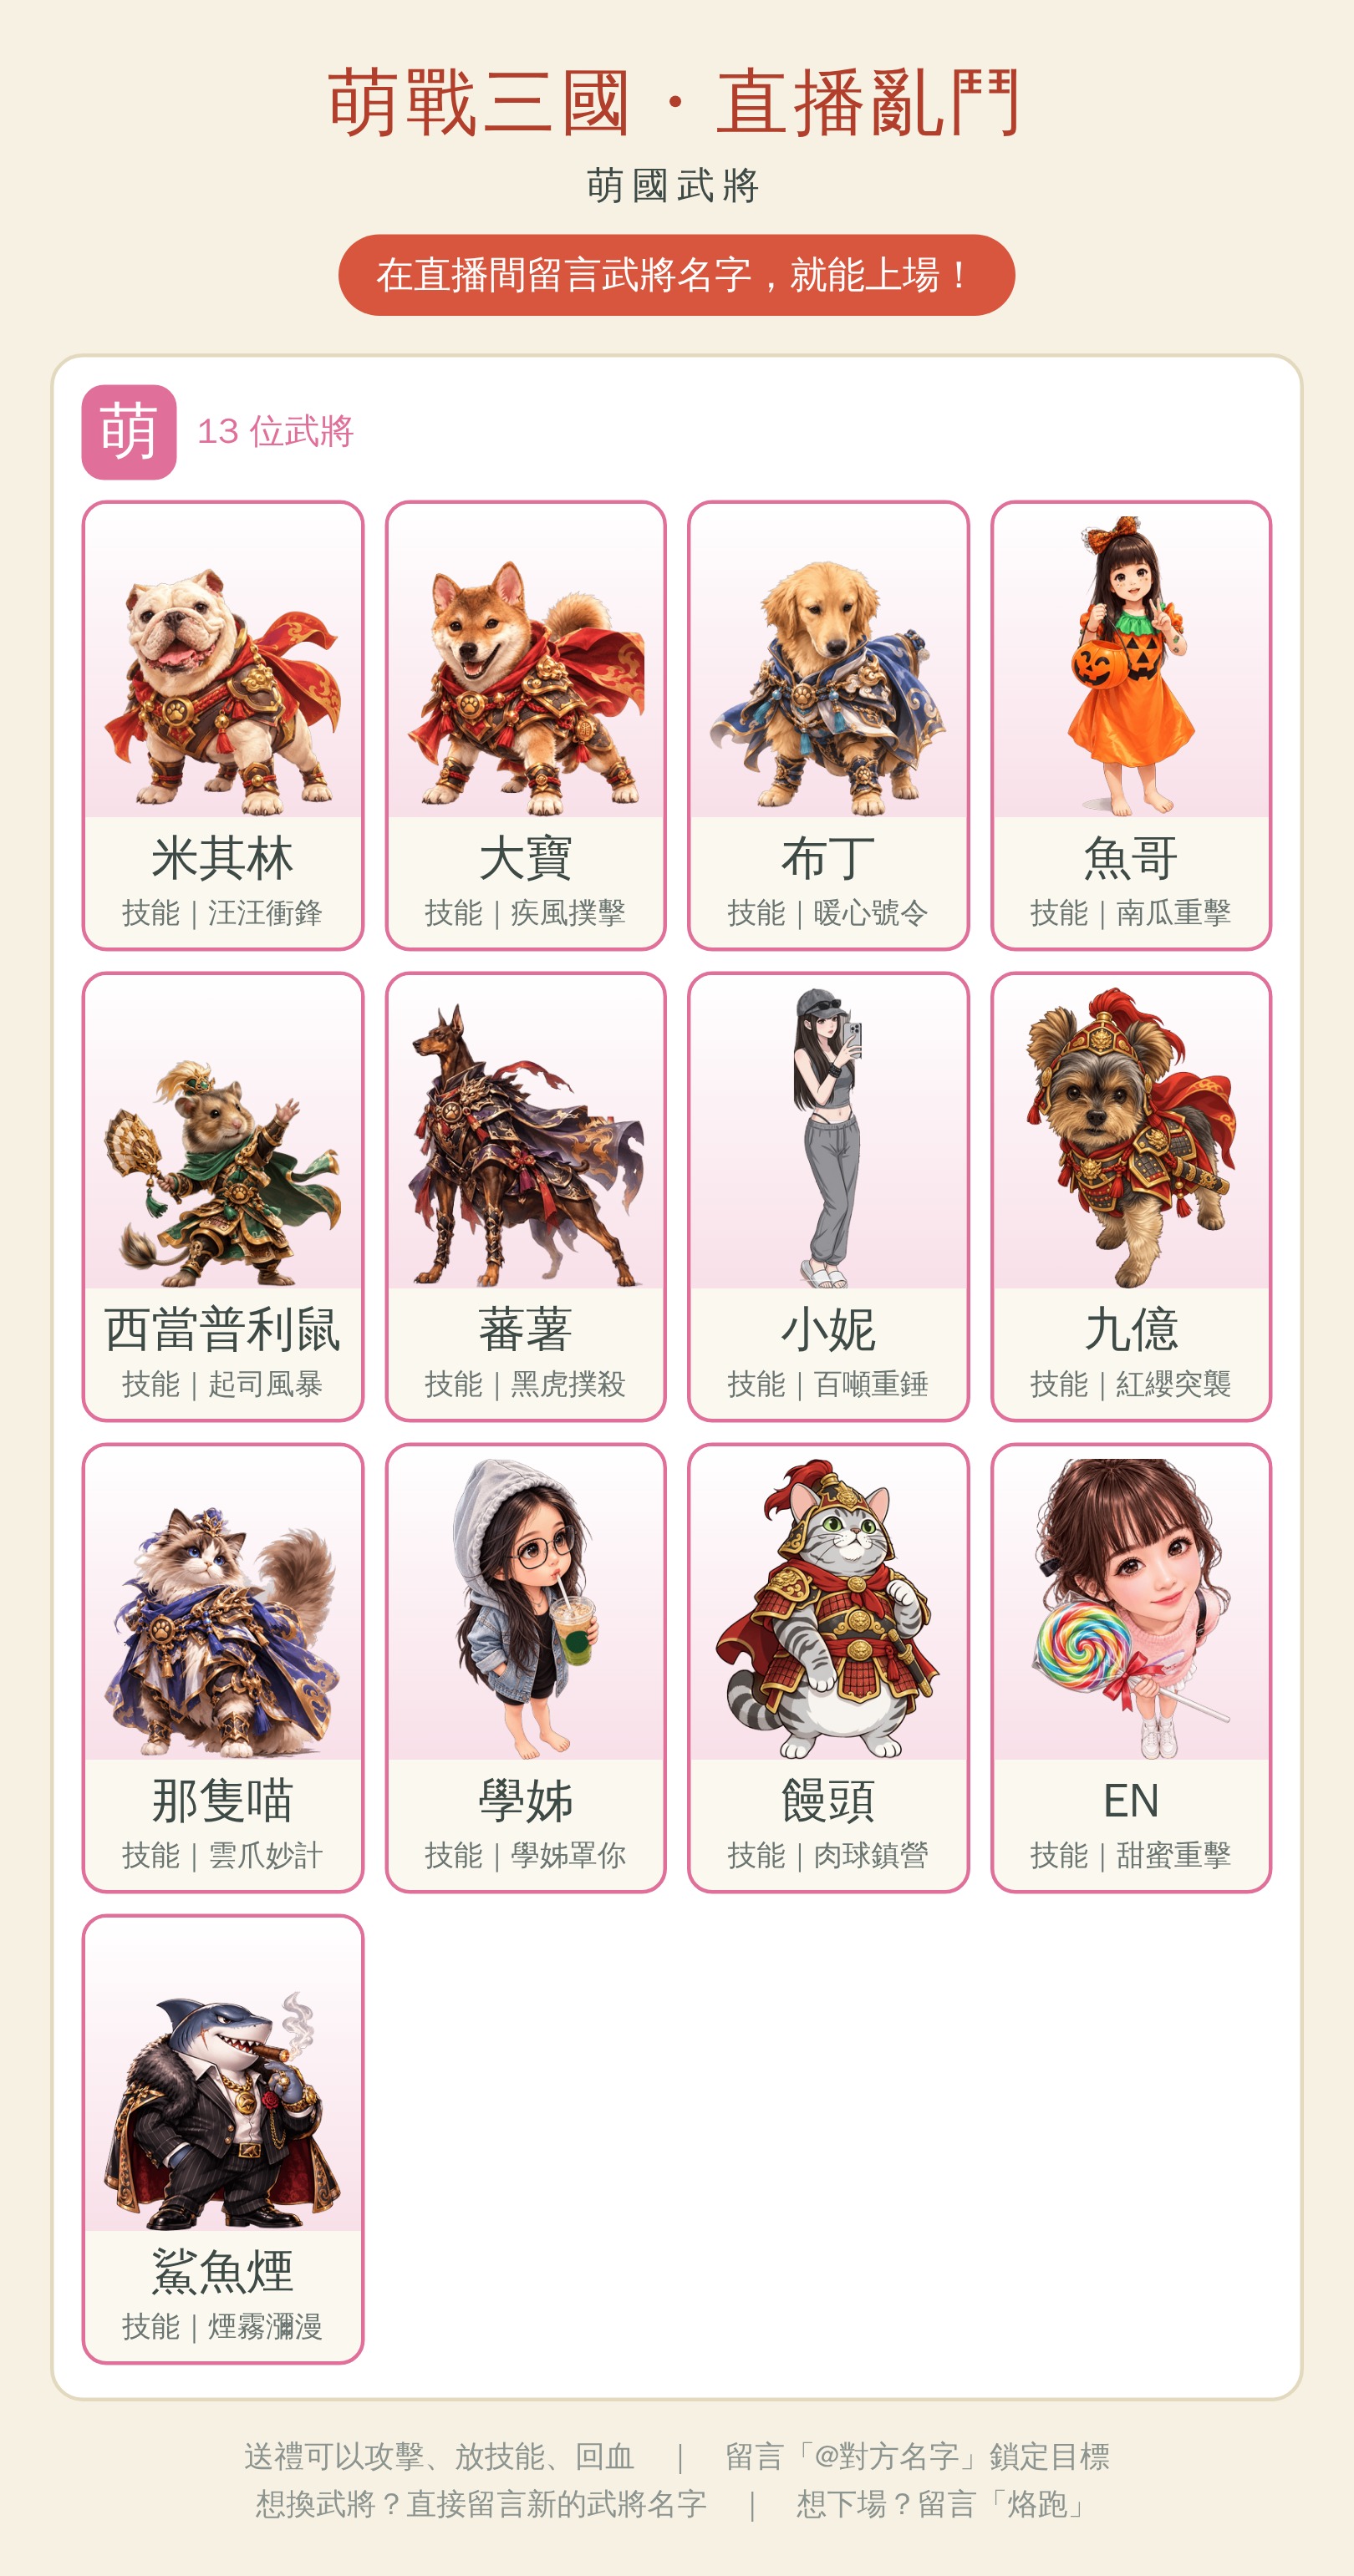 萌戰三國・直播亂鬥
萌國武將
在直播間留言武將名字，就能上場！
萌 13 位武將
米其林
技能｜汪汪衝鋒
大寶
技能｜疾風撲擊
布丁
技能｜暖心號令
魚哥
技能｜南瓜重擊
西當普利鼠
技能｜起司風暴
蕃薯
技能｜黑虎撲殺
小妮
技能｜百噸重錘
九億
技能｜紅纓突襲
那隻喵
技能｜雲爪妙計
學姊
技能｜學姊罩你
饅頭
技能｜肉球鎮營
EN
技能｜甜蜜重擊
鯊魚煙
技能｜煙霧瀰漫
送禮可以攻擊、放技能、回血 ｜ 留言「@對方名字」鎖定目標
想換武將？直接留言新的武將名字 ｜ 想下場？留言「烙跑」